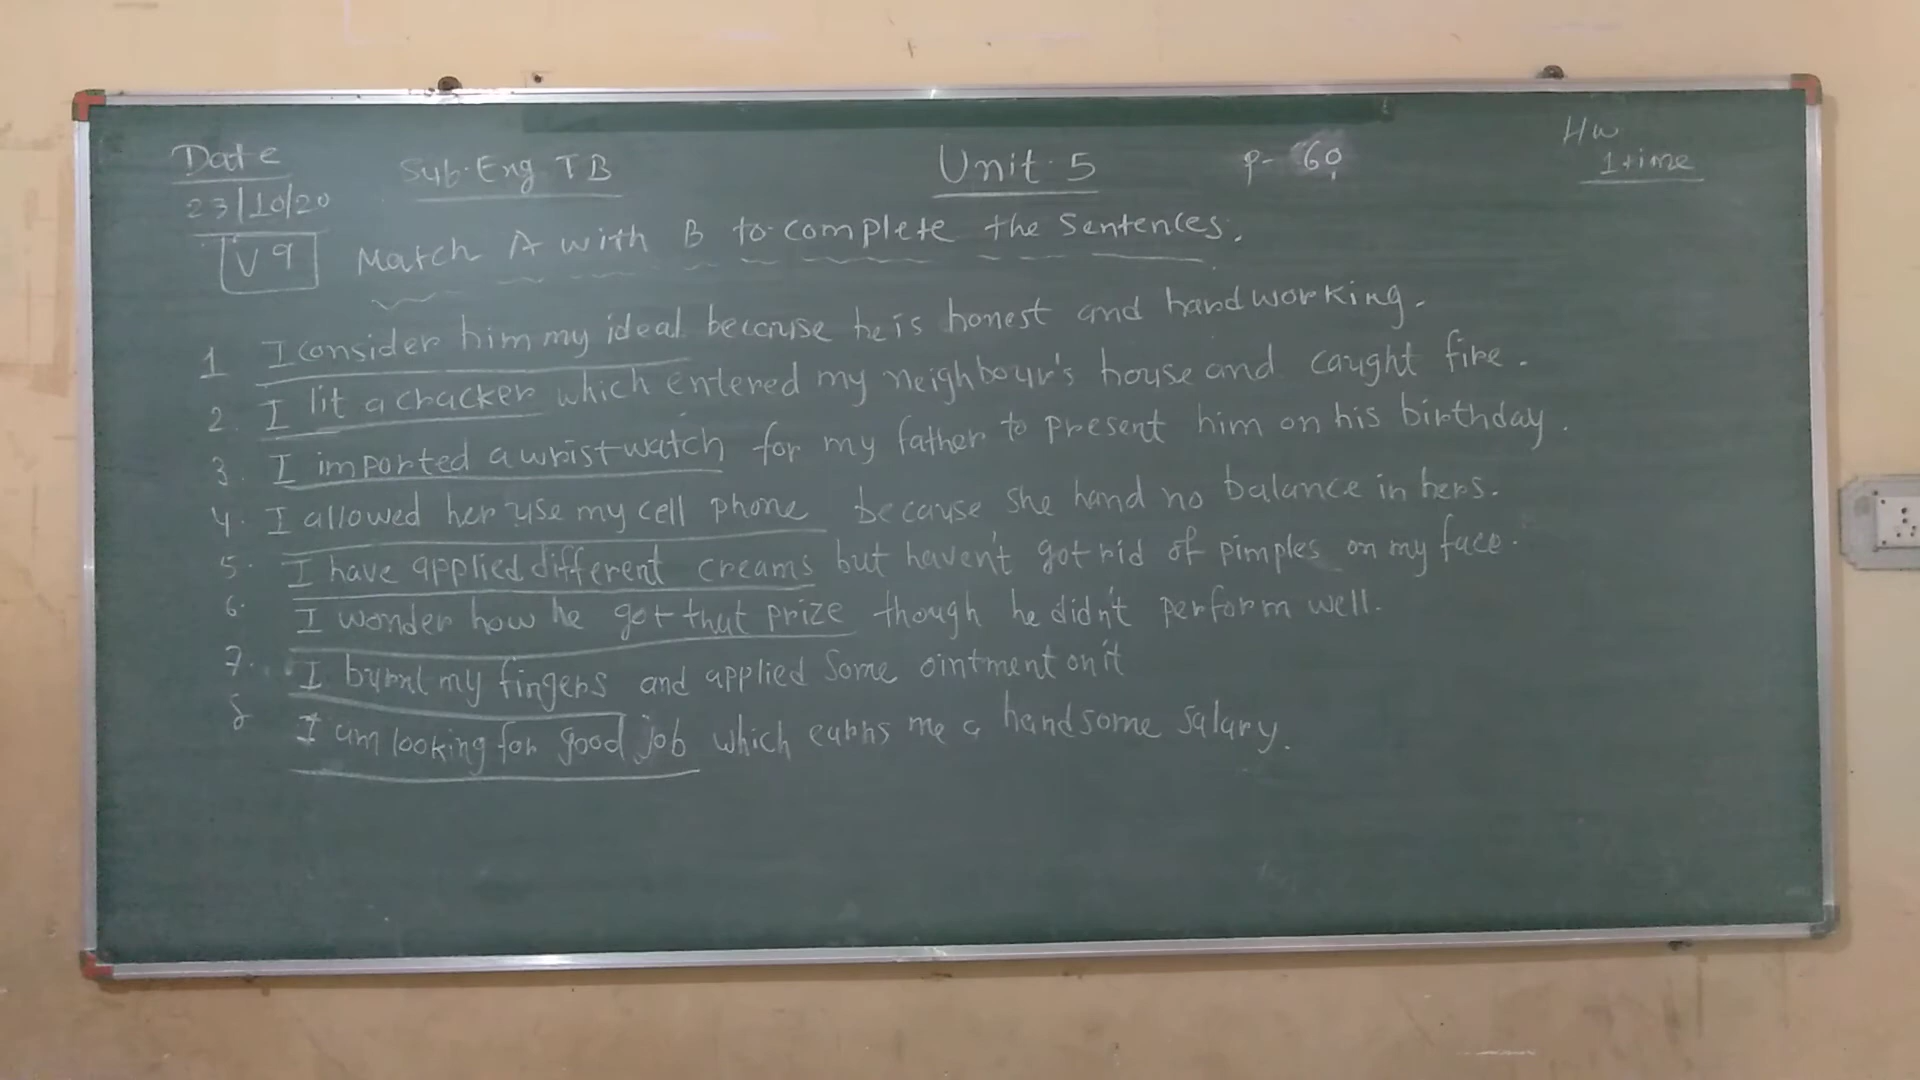 Date Sub. Eng TB Unit. 5 P- 60 HW
23/10/20 1 time
V 9 Match A with B to complete the sentences.
1 I consider him my ideal because he is honest and hardworking.
2. I lit a cracker which entered my neighbour's house and caught fire.
3. I imported a wrist watch for my father to present him on his birthday.
4. I allowed her use my cell phone because she hand no balance in hers.
5. I have applied different creams but haven't got rid of pimples on my face.
6. I wonder how he got that prize though he didn't perform well.
7. I burnt my fingers and applied some ointment on it
8 I am looking for good job which earns me a handsome salary.